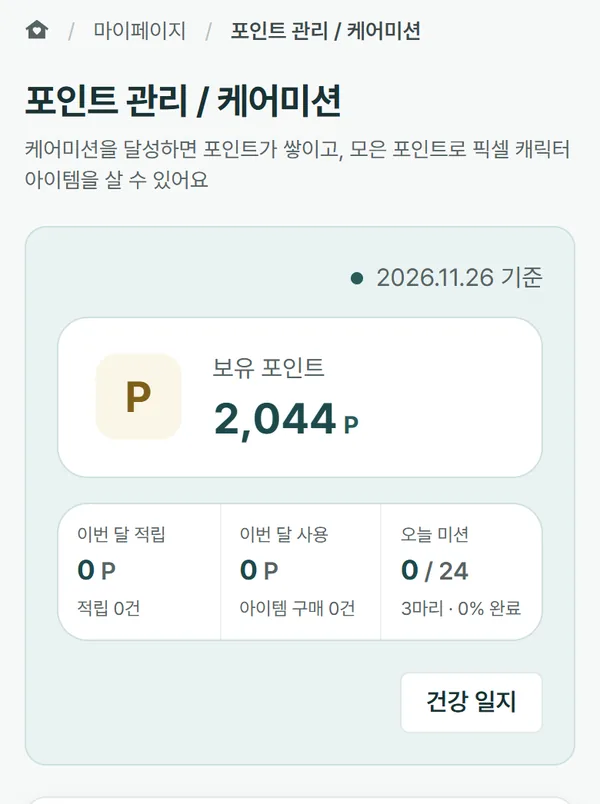 / 마이페이지 / 포인트 관리 / 케어미션
포인트 관리 / 케어미션
케어미션을 달성하면 포인트가 쌓이고, 모은 포인트로 픽셀 캐릭터
아이템을 살 수 있어요
2026.11.26 기준
P
보유 포인트
2,044 P
이번 달 적립
0 P
적립 0건
이번 달 사용
0 P
아이템 구매 0건
오늘 미션
0 / 24
3마리 · 0% 완료
건강 일지